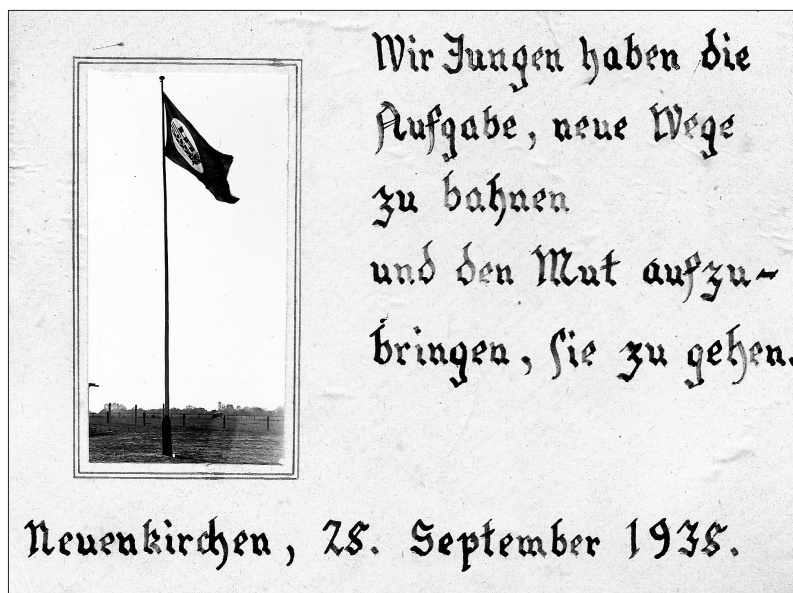 Wir Jungen haben die
Aufgabe, neue Wege
zu bahnen
und den Mut aufzu-
bringen, sie zu gehen.
Neuenkirchen, 28. September 1938.